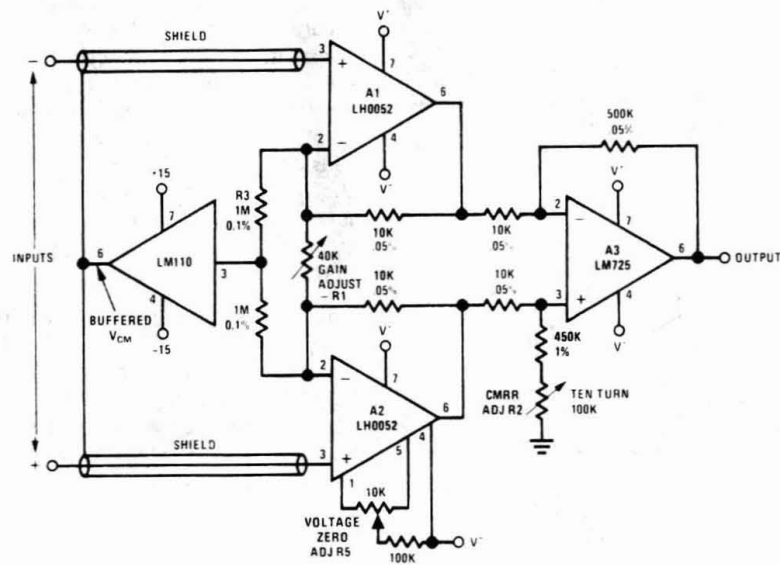 SHIELD
−
3
+
A1
LH0052
V+
7
6
2
−
4
V-
R3
1M
0.1%
+15
7
INPUTS
6
LM110
3
4
-15
BUFFERED
VCM
1M
0.1%
40K
GAIN
ADJUST
– R1
10K
.05%
10K
.05%
10K
.05%
10K
.05%
500K
.05%
2
−
V+
7
A3
LM725
6
OUTPUT
3
+
4
V-
450K
1%
CMRR
ADJ R2
TEN TURN
100K
2
−
V+
7
A2
LH0052
6
4
5
SHIELD
+
3
+
1
10K
VOLTAGE
ZERO
ADJ R5
100K
V-